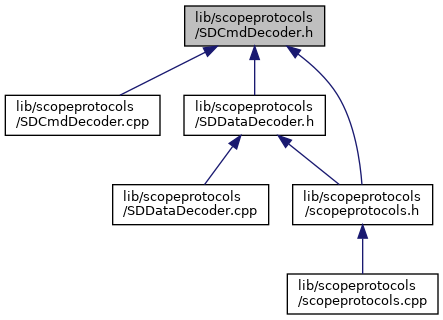 lib/scopeprotocols
/SDCmdDecoder.h
lib/scopeprotocols
/SDCmdDecoder.cpp
lib/scopeprotocols
/SDDataDecoder.h
lib/scopeprotocols
/SDDataDecoder.cpp
lib/scopeprotocols
/scopeprotocols.h
lib/scopeprotocols
/scopeprotocols.cpp